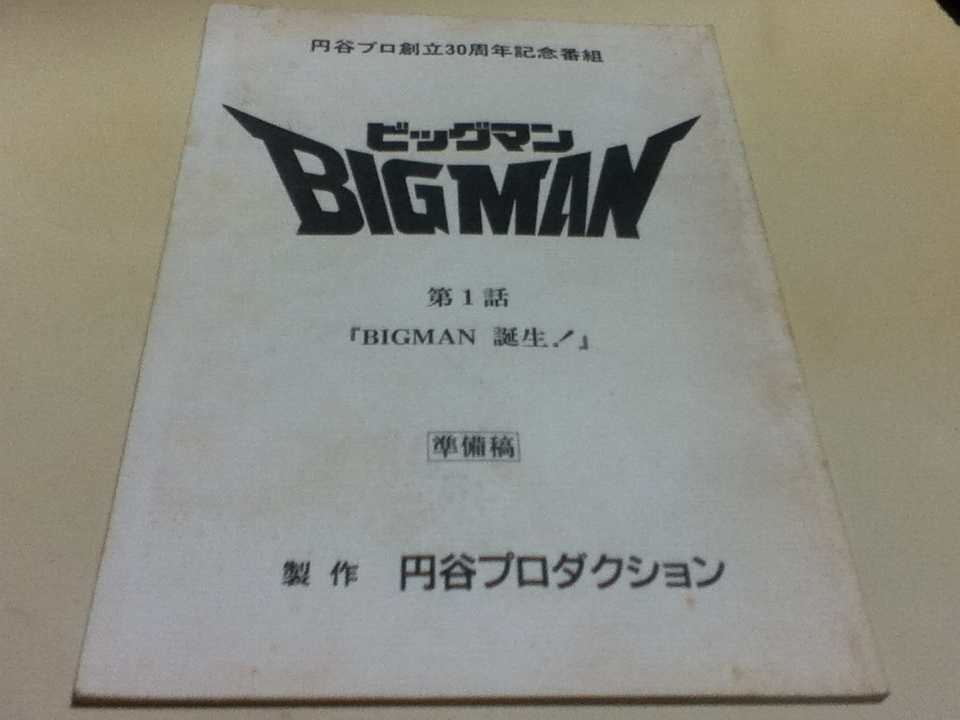 円谷プロ創立30周年記念番組
ビッグマン
BIGMAN
第1話
『BIGMAN 誕生!』
準備稿
製作 円谷プロダクション